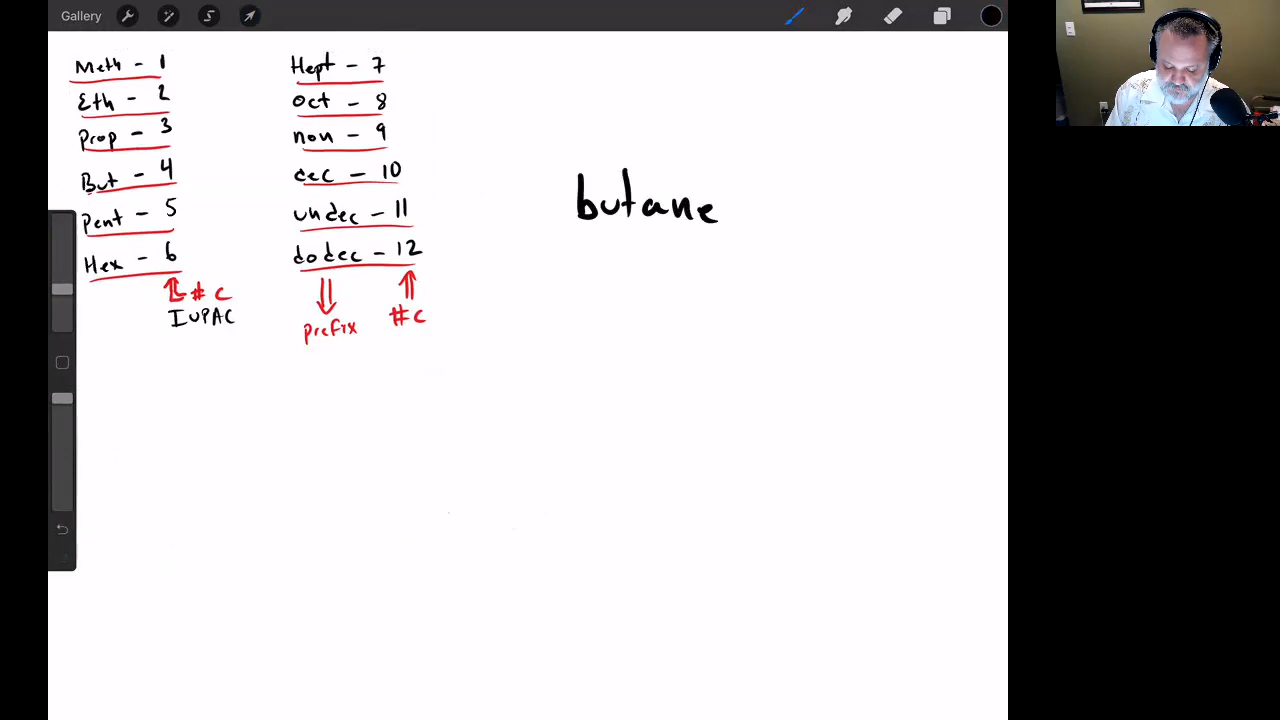 Gallery
Meth - 1
Eth - 2
Prop - 3
But - 4
Pent - 5
Hex - 6
# C
IUPAC
Hept - 7
Oct - 8
non - 9
dec - 10
undec - 11
dodec - 12
prefix
# C
butane